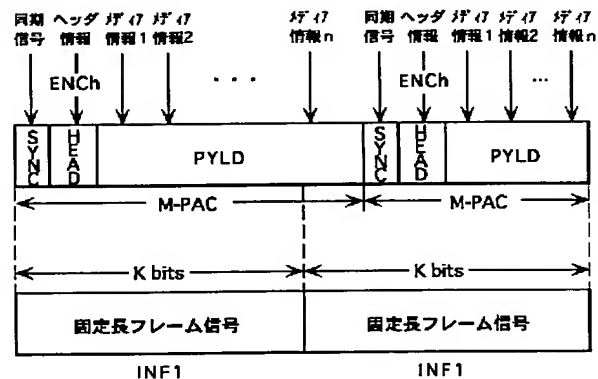 同期 ヘッダ メディア メディア メディア 同期 ヘッダ メディア メディア メディア
信号 情報 情報1 情報2 ・・・ 情報n 信号 情報 情報1 情報2 情報n
ENCh ENCh ...
SYNC HEAD PYLD SYNC HEAD PYLD
M-PAC M-PAC
K bits K bits
固定長フレーム信号 固定長フレーム信号
INF1 INF1